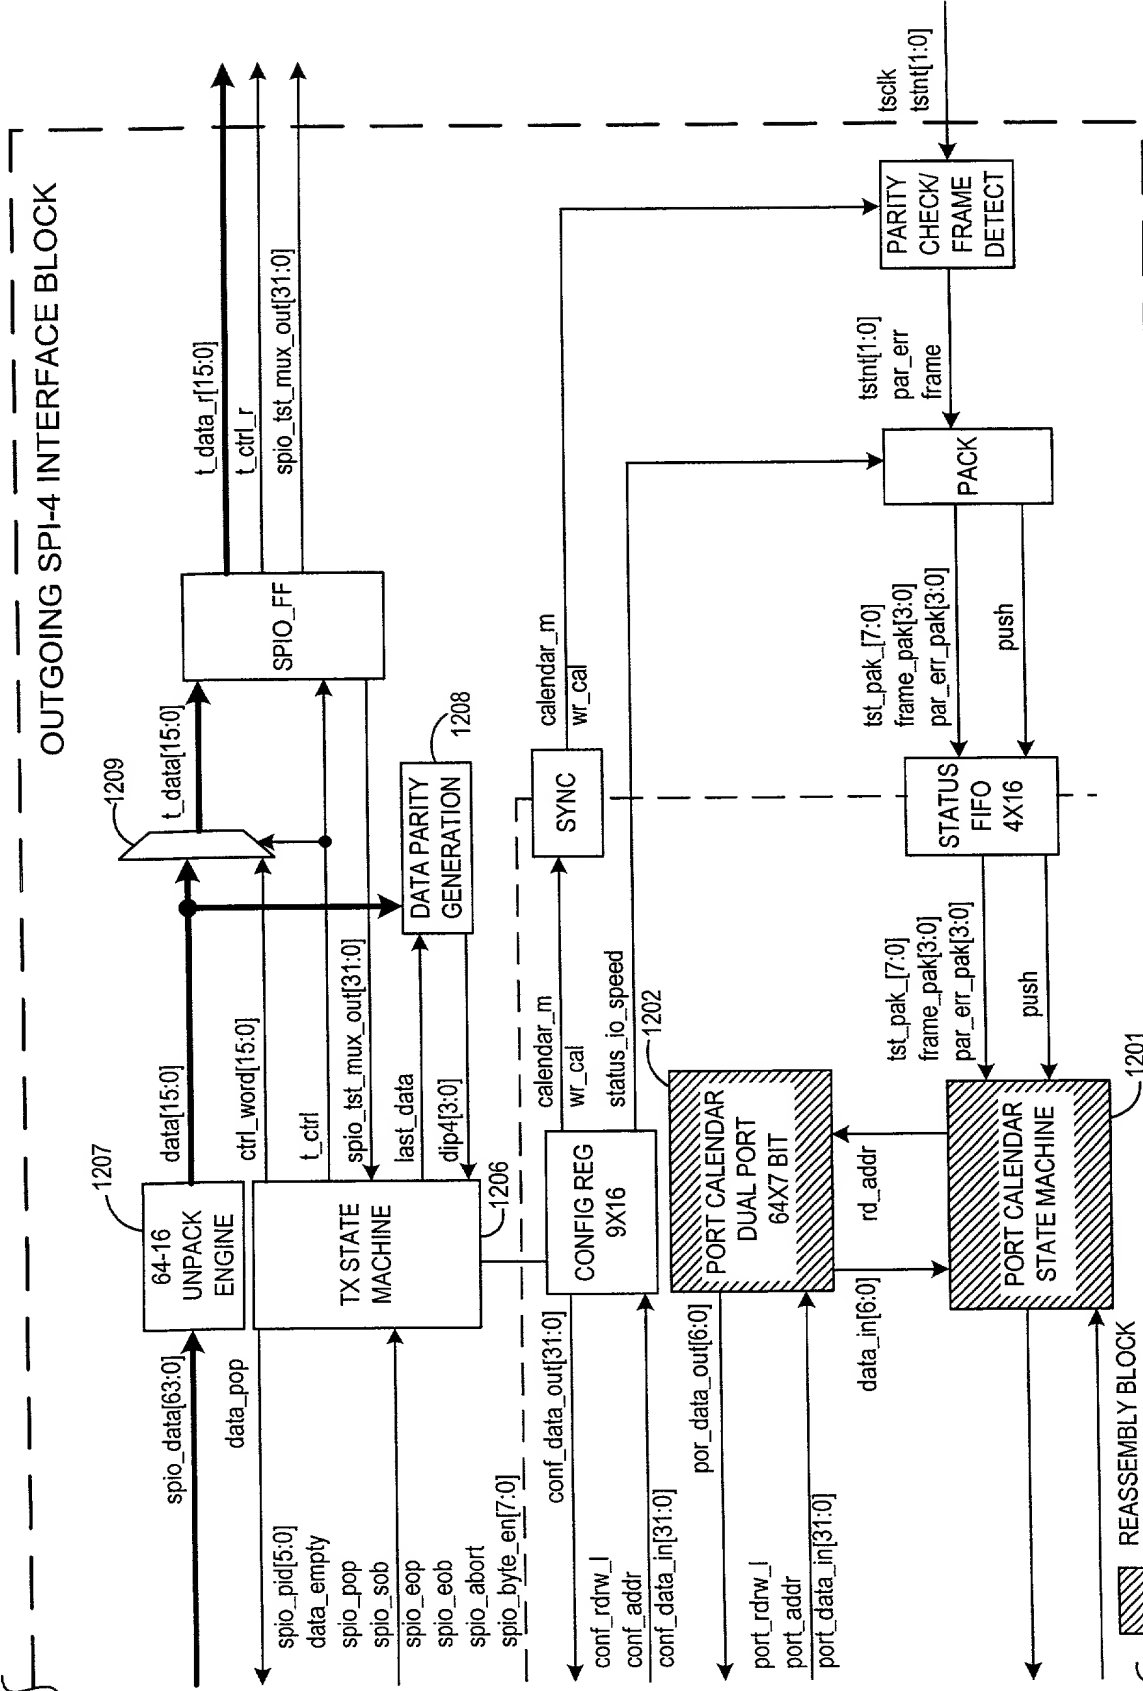 OUTGOING SPI-4 INTERFACE BLOCK
spio_data[63:0]
1207
64-16
UNPACK
ENGINE
data[15:0]
1209
t_data[15:0]
SPIO_FF
t_data_r[15:0]
t_ctrl_r
spio_tst_mux_out[31:0]
data_pop
spio_pid[5:0]
data_empty
spio_pop
spio_sob
spio_eop
spio_eob
spio_abort
spio_byte_en[7:0]
TX STATE
MACHINE
1206
ctrl_word[15:0]
t_ctrl
spio_tst_mux_out[31:0]
last_data
dip4[3:0]
DATA PARITY
GENERATION
1208
conf_data_out[31:0]
conf_rdrw_l
conf_addr
conf_data_in[31:0]
CONFIG REG
9X16
calendar_m
wr_cal
status_io_speed
SYNC
calendar_m
wr_cal
por_data_out[6:0]
port_rdrw_l
port_addr
port_data_in[31:0]
PORT CALENDAR
DUAL PORT
64X7 BIT
1202
data_in[6:0]
rd_addr
PORT CALENDAR
STATE MACHINE
1201
tst_pak_[7:0]
frame_pak[3:0]
par_err_pak[3:0]
push
STATUS
FIFO
4X16
tst_pak_[7:0]
frame_pak[3:0]
par_err_pak[3:0]
push
PACK
tstnt[1:0]
par_err
frame
PARITY
CHECK/
FRAME
DETECT
tsclk
tstnt[1:0]
REASSEMBLY BLOCK